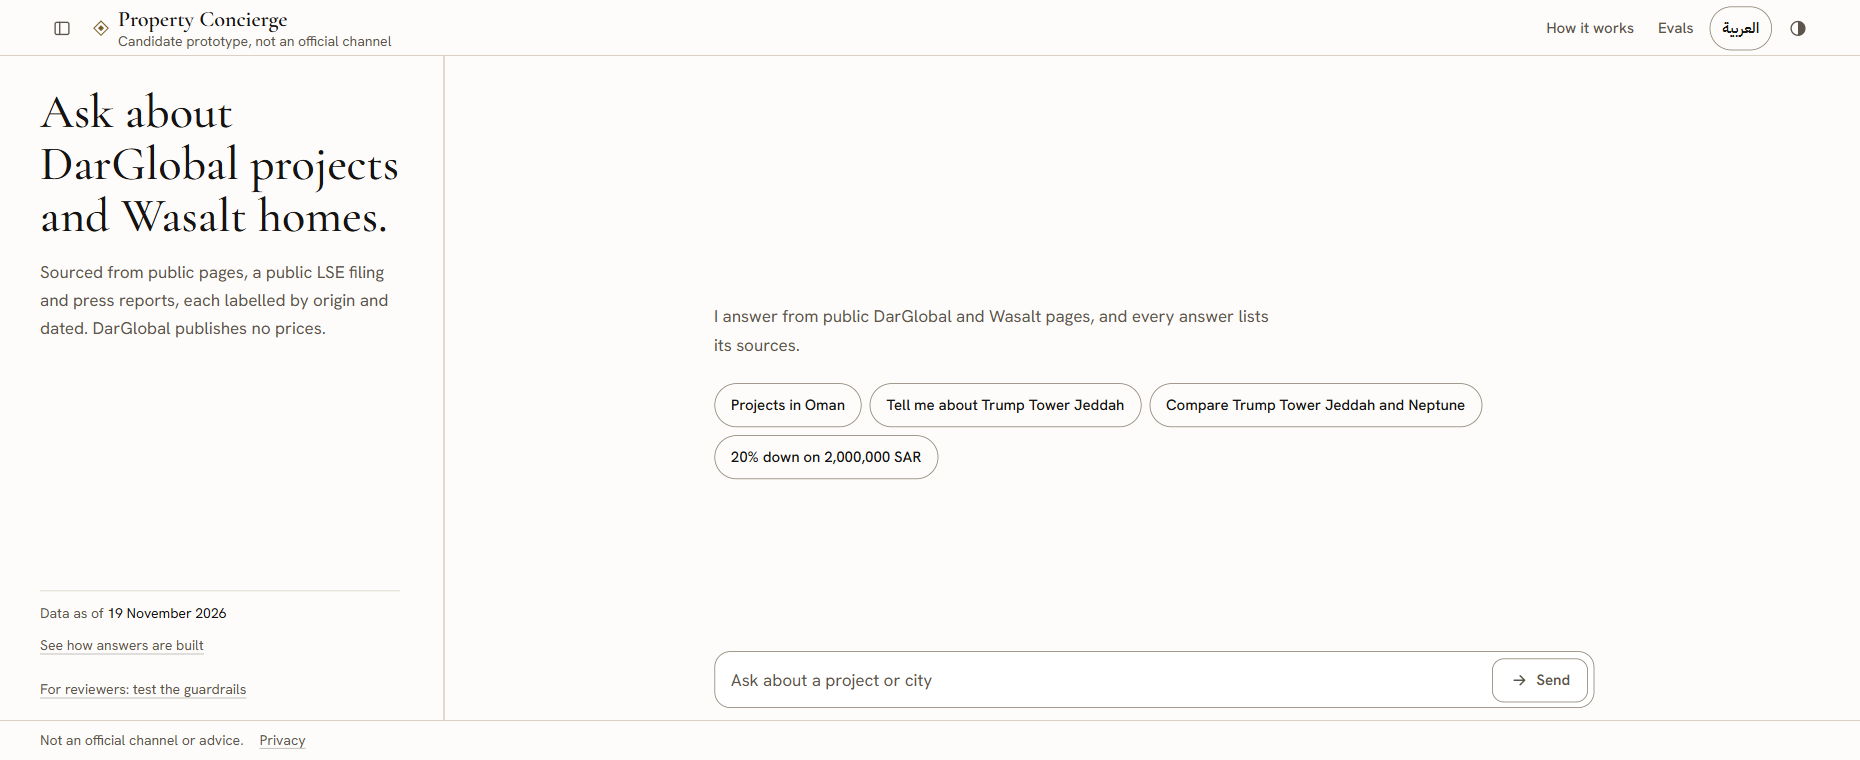 Property Concierge
Candidate prototype, not an official channel
How it works
Evals
العربية
Ask about
DarGlobal projects
and Wasalt homes.
Sourced from public pages, a public LSE filing
and press reports, each labelled by origin and
dated. DarGlobal publishes no prices.
Data as of 19 November 2026
See how answers are built
For reviewers: test the guardrails
I answer from public DarGlobal and Wasalt pages, and every answer lists
its sources.
Projects in Oman
Tell me about Trump Tower Jeddah
Compare Trump Tower Jeddah and Neptune
20% down on 2,000,000 SAR
Ask about a project or city
Send
Not an official channel or advice.
Privacy